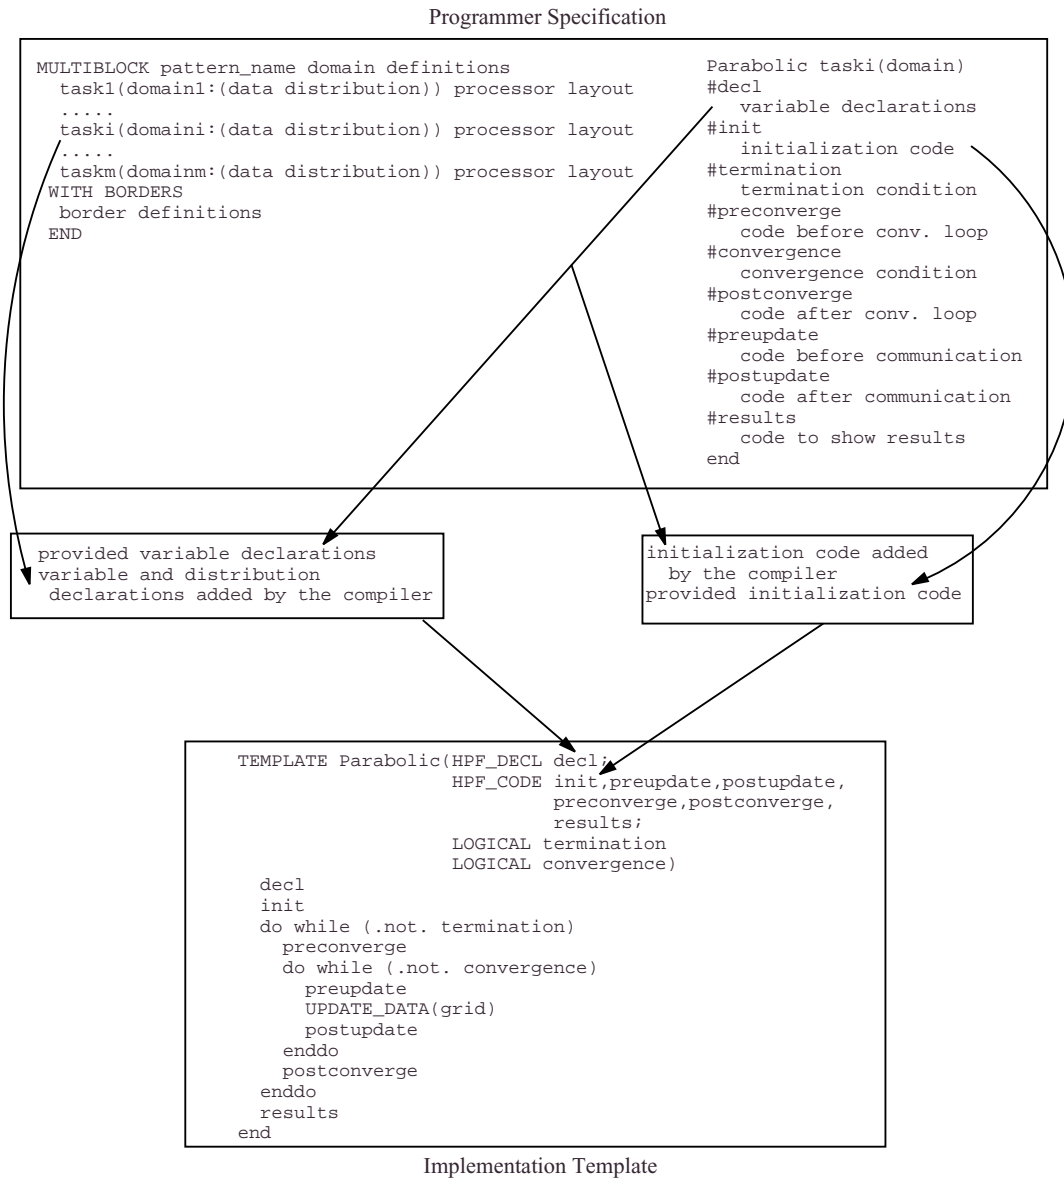 Programmer Specification
MULTIBLOCK pattern_name domain definitions
task1(domain1:(data distribution)) processor layout
.....
taski(domaini:(data distribution)) processor layout
.....
taskm(domainm:(data distribution)) processor layout
WITH BORDERS
border definitions
END
Parabolic taski(domain)
#decl
variable declarations
#init
initialization code
#termination
termination condition
#preconverge
code before conv. loop
#convergence
convergence condition
#postconverge
code after conv. loop
#preupdate
code before communication
#postupdate
code after communication
#results
code to show results
end
provided variable declarations
variable and distribution
declarations added by the compiler
initialization code added
by the compiler
provided initialization code
TEMPLATE Parabolic(HPF_DECL decl;
HPF_CODE init,preupdate,postupdate,
preconverge,postconverge,
results;
LOGICAL termination
LOGICAL convergence)
decl
init
do while (.not. termination)
preconverge
do while (.not. convergence)
preupdate
UPDATE_DATA(grid)
postupdate
enddo
postconverge
enddo
results
end
Implementation Template